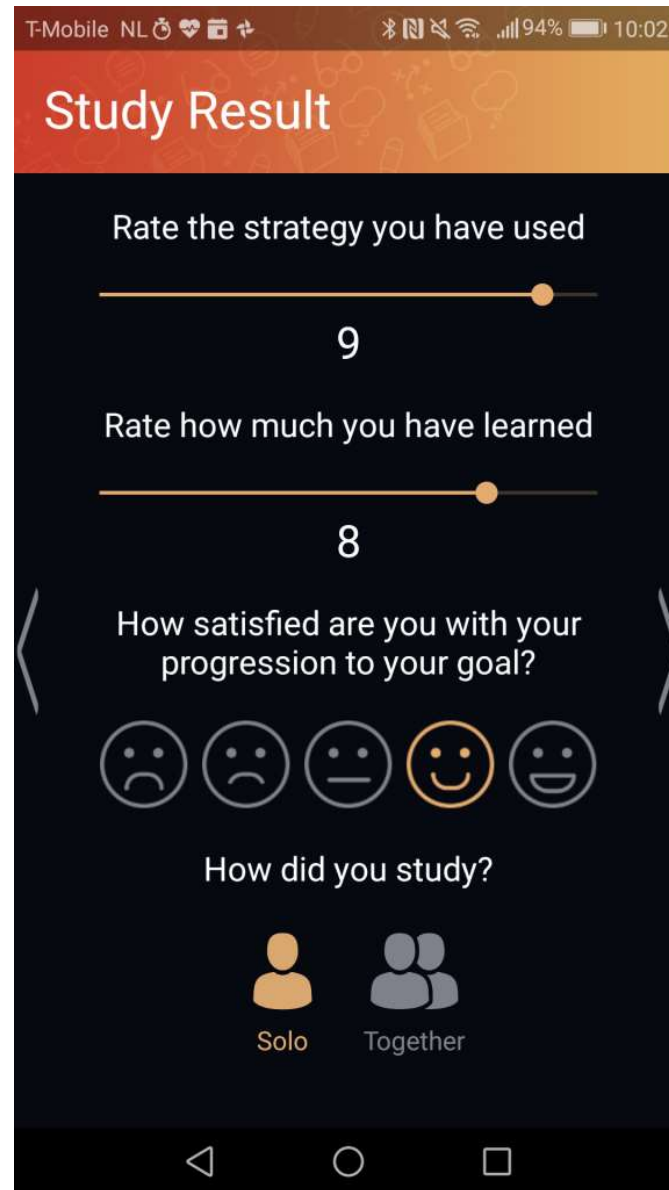 T-Mobile NL 94% 10:02
Study Result
Rate the strategy you have used
9
Rate how much you have learned
8
How satisfied are you with your
progression to your goal?
How did you study?
Solo Together